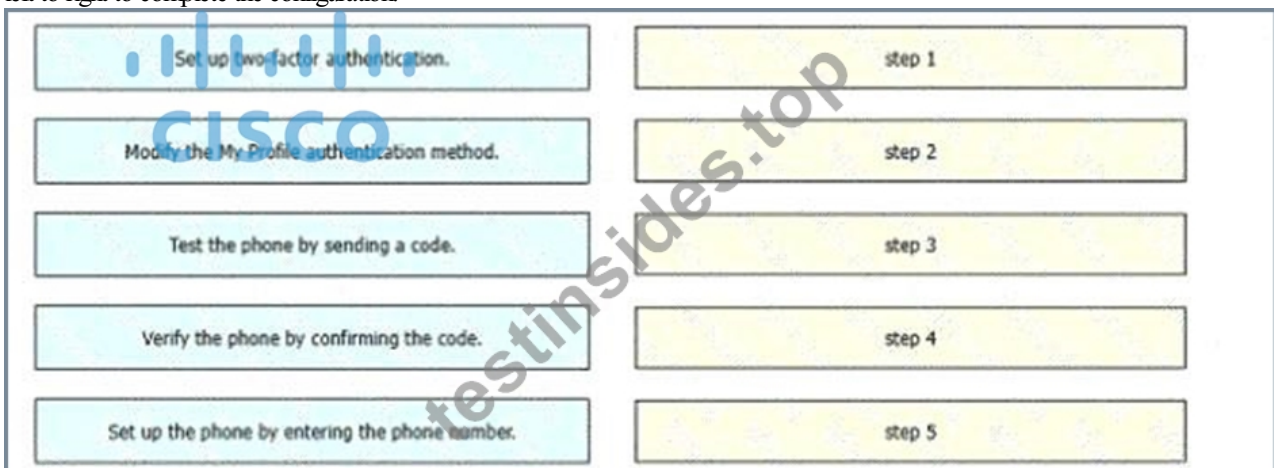 left to right to complete the configuration.
Set up two-factor authentication.
step 1
CISCO
Modify the My Profile authentication method.
step 2
Test the phone by sending a code.
step 3
Verify the phone by confirming the code.
step 4
Set up the phone by entering the phone number.
step 5
testinsides.top